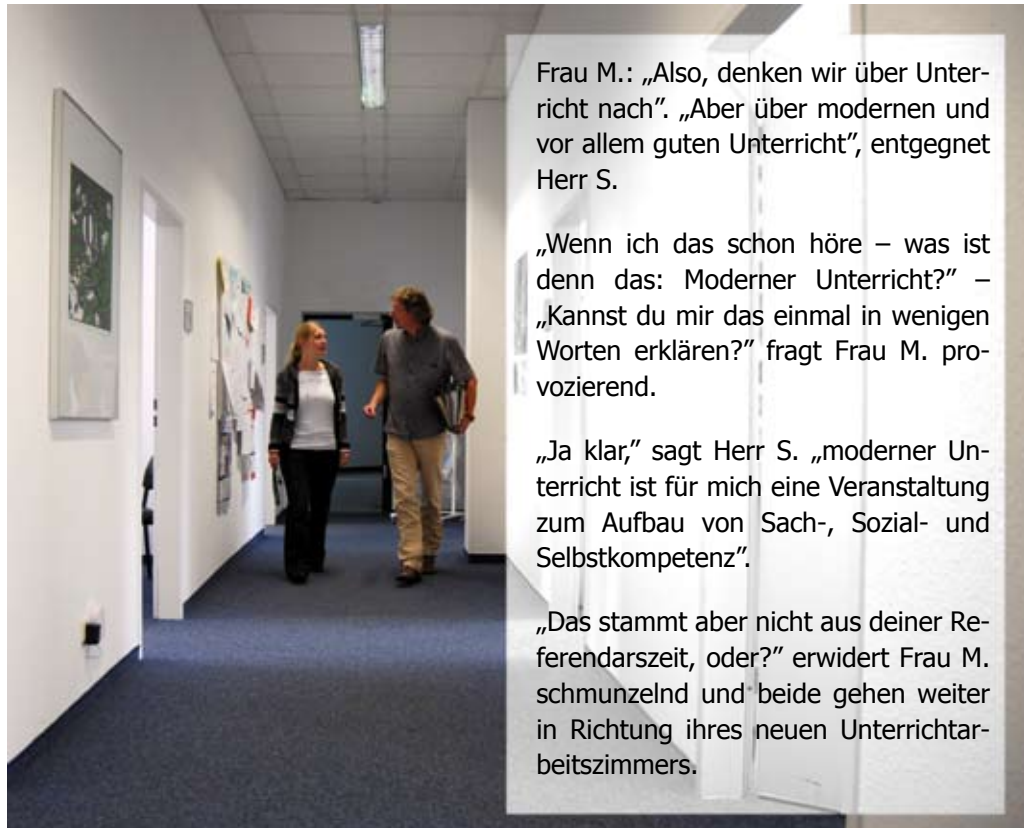 Frau M.: „Also, denken wir über Unter-
richt nach”. „Aber über modernen und
vor allem guten Unterricht”, entgegnet
Herr S.
„Wenn ich das schon höre – was ist
denn das: Moderner Unterricht?” –
„Kannst du mir das einmal in wenigen
Worten erklären?” fragt Frau M. pro-
vozierend.
„Ja klar,” sagt Herr S. „moderner Un-
terricht ist für mich eine Veranstaltung
zum Aufbau von Sach-, Sozial- und
Selbstkompetenz”.
„Das stammt aber nicht aus deiner Re-
ferendarszeit, oder?” erwidert Frau M.
schmunzelnd und beide gehen weiter
in Richtung ihres neuen Unterrichtar-
beitszimmers.